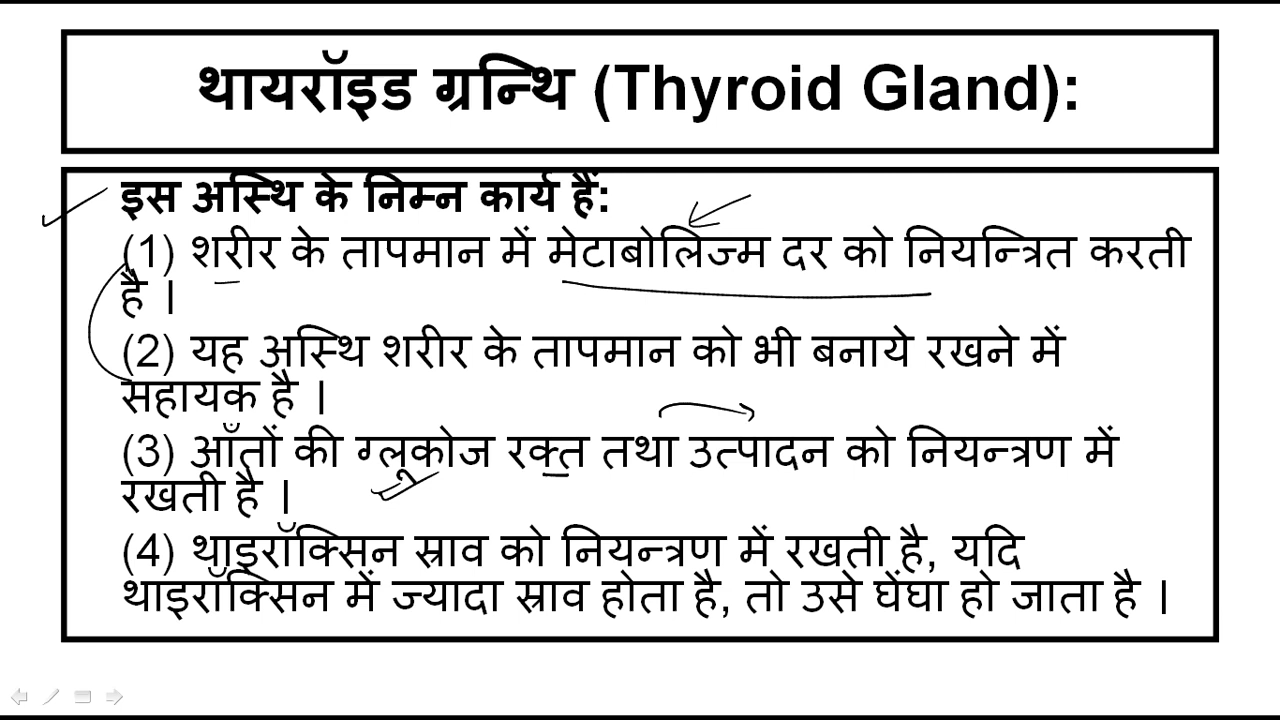 थायरॉइड ग्रन्थि (Thyroid Gland):
इस अस्थि के निम्न कार्य हैं:
(1) शरीर के तापमान में मेटाबोलिज्म दर को नियन्त्रित करती
है ।
(2) यह अस्थि शरीर के तापमान को भी बनाये रखने में
सहायक है ।
(3) आँतों की ग्लूकोज रक्त तथा उत्पादन को नियन्त्रण में
रखती है ।
(4) थाइरॉक्सिन स्राव को नियन्त्रण में रखती है, यदि
थाइरॉक्सिन में ज्यादा स्राव होता है, तो उसे घेंघा हो जाता है ।